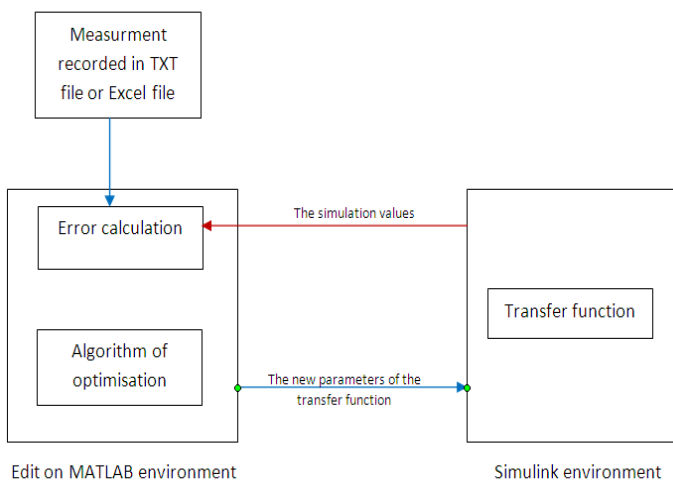 Measurment
recorded in TXT
file or Excel file
Error calculation
The simulation values
Transfer function
Algorithm of
optimisation
The new parameters of the
transfer function
Edit on MATLAB environment
Simulink environment